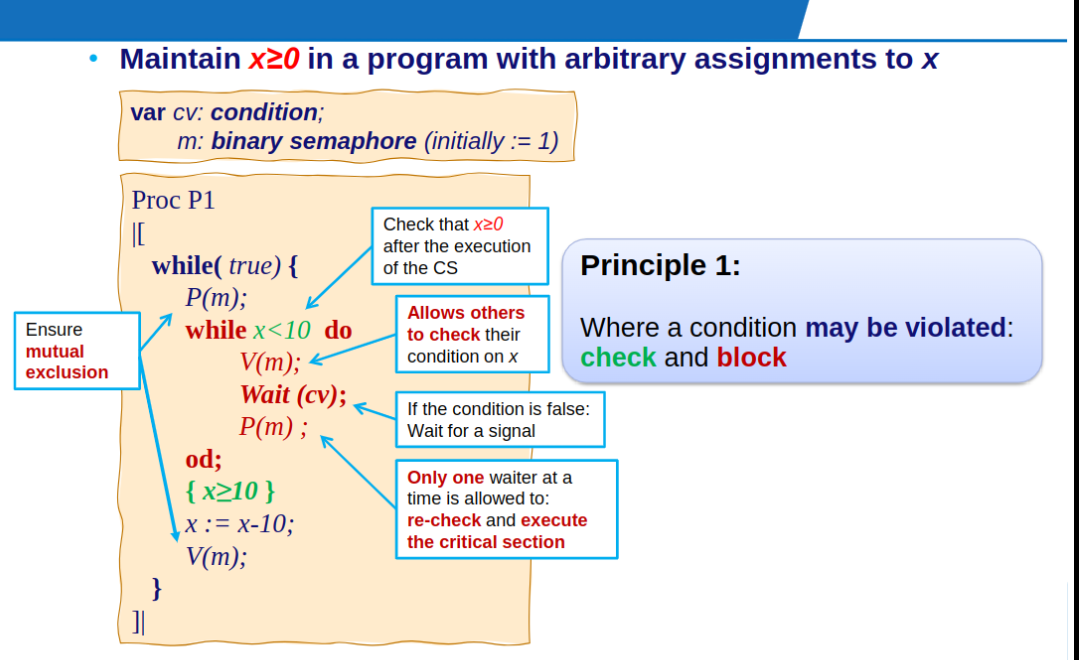 • Maintain x≥0 in a program with arbitrary assignments to x
var cv: condition;
m: binary semaphore (initially := 1)
Proc P1
|[
while( true) {
P(m);
while x<10 do
V(m);
Wait (cv);
P(m) ;
od;
{ x≥10 }
x := x-10;
V(m);
}
]|
Ensure
mutual
exclusion
Check that x≥0
after the execution
of the CS
Allows others
to check their
condition on x
If the condition is false:
Wait for a signal
Only one waiter at a
time is allowed to:
re-check and execute
the critical section
Principle 1:
Where a condition may be violated:
check and block